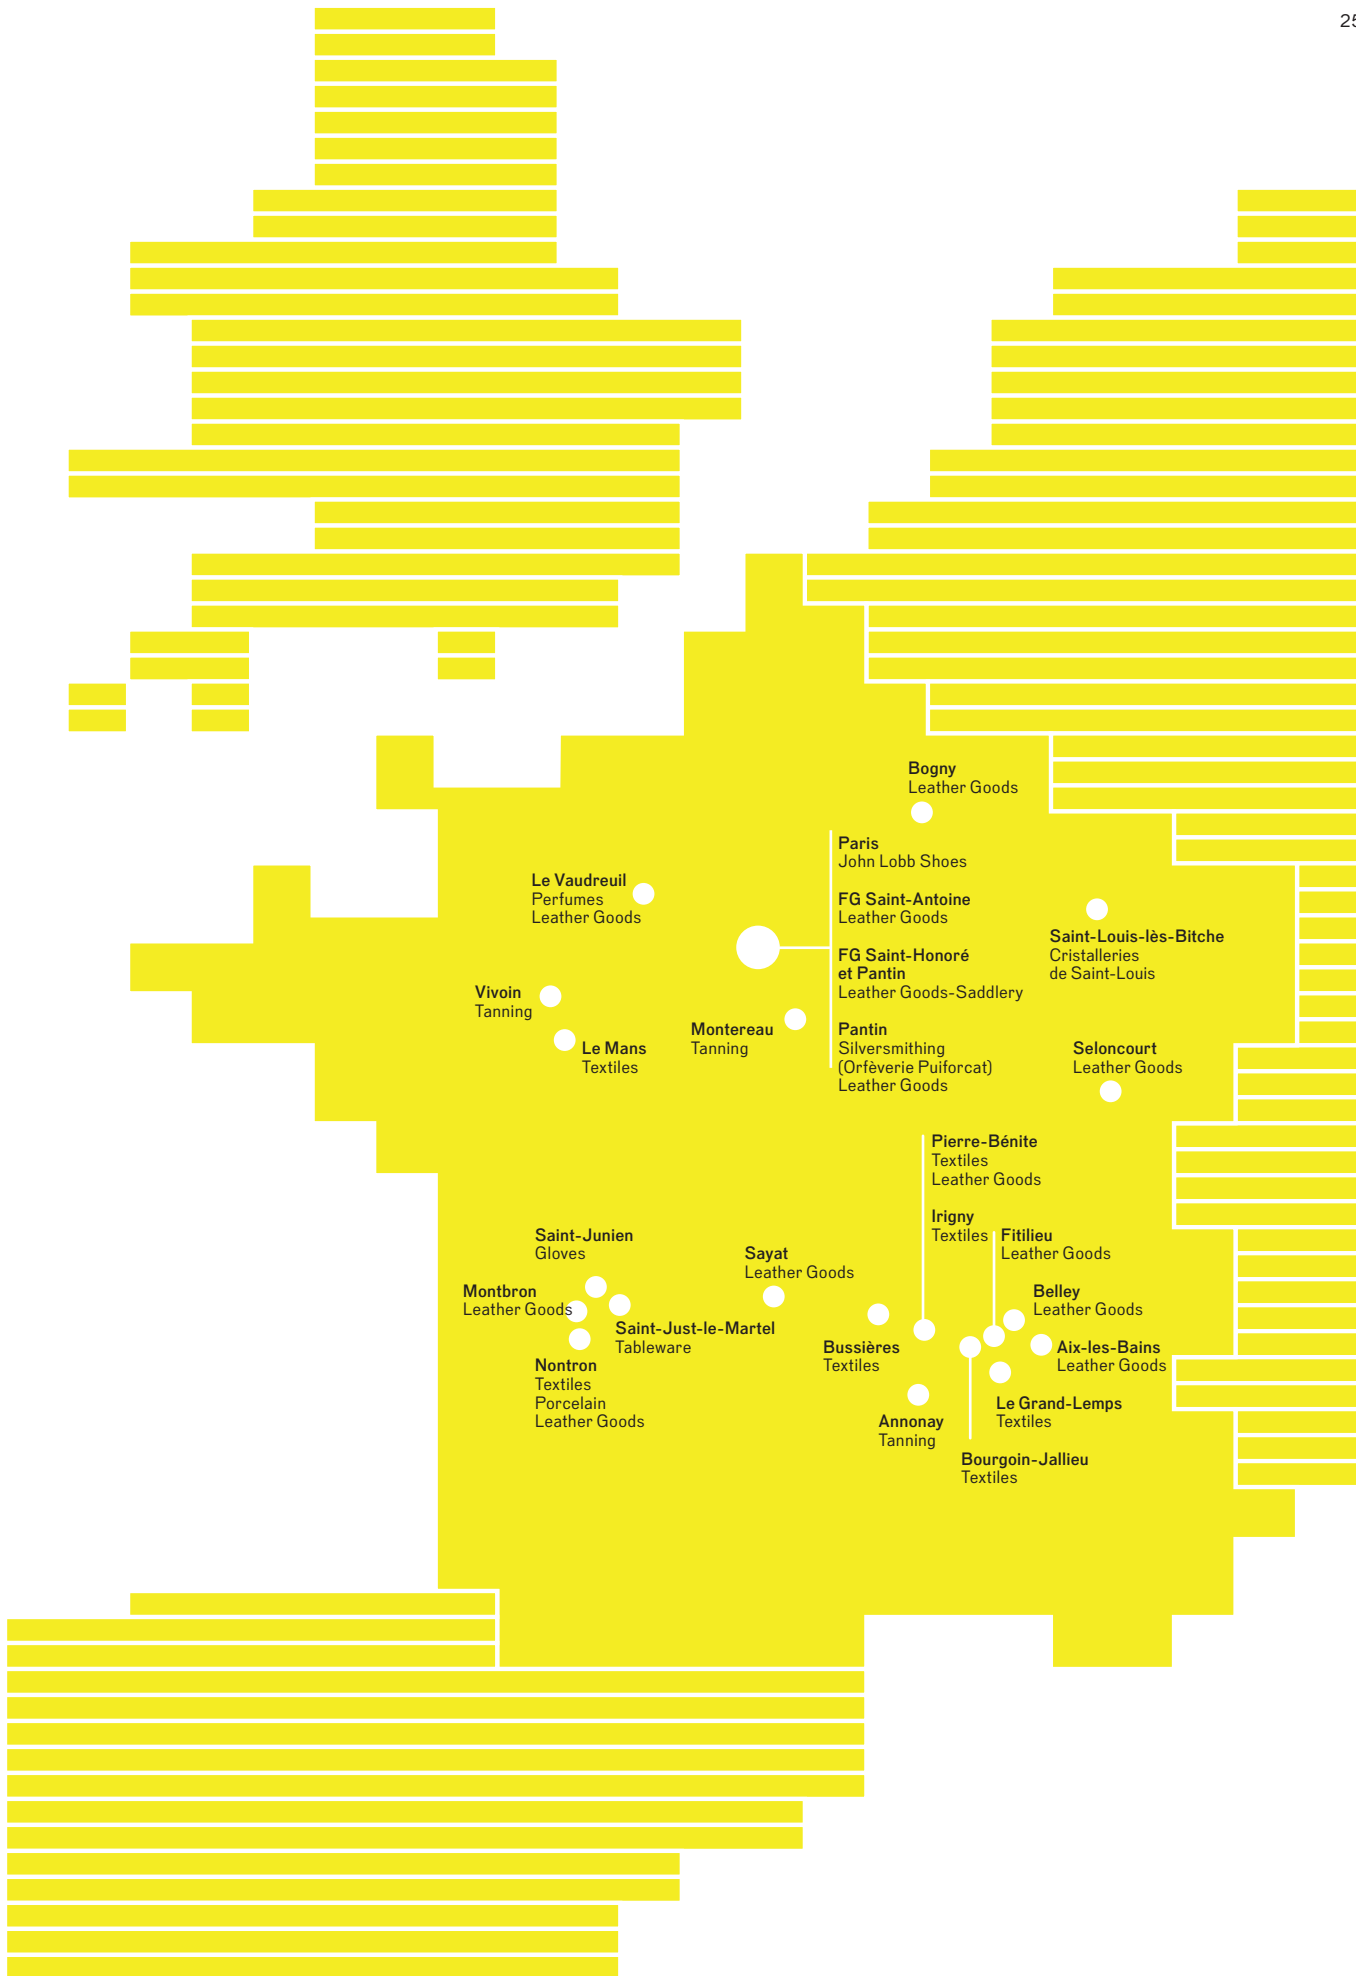 25
Bogny
Leather Goods
Paris
John Lobb Shoes
Le Vaudreuil
Perfumes
Leather Goods
FG Saint-Antoine
Leather Goods
Saint-Louis-lès-Bitche
Cristalleries
de Saint-Louis
FG Saint-Honoré
et Pantin
Leather Goods-Saddlery
Vivoin
Tanning
Montereau
Tanning
Pantin
Silversmithing
(Orfèverie Puiforcat)
Leather Goods
Le Mans
Textiles
Seloncourt
Leather Goods
Pierre-Bénite
Textiles
Leather Goods
Irigny
Textiles
Fitilieu
Leather Goods
Saint-Junien
Gloves
Sayat
Leather Goods
Montbron
Leather Goods
Belley
Leather Goods
Saint-Just-le-Martel
Tableware
Bussières
Textiles
Aix-les-Bains
Leather Goods
Nontron
Textiles
Porcelain
Leather Goods
Le Grand-Lemps
Textiles
Annonay
Tanning
Bourgoin-Jallieu
Textiles